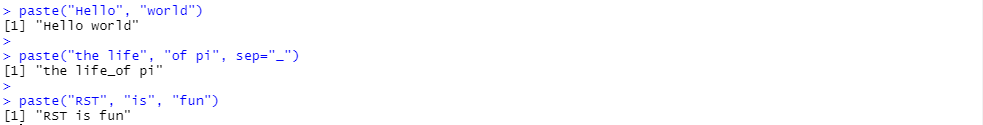 > paste("Hello", "world")
[1] "Hello world"
>
> paste("the life", "of pi", sep="_")
[1] "the life_of pi"
>
> paste("RST", "is", "fun")
[1] "RST is fun"